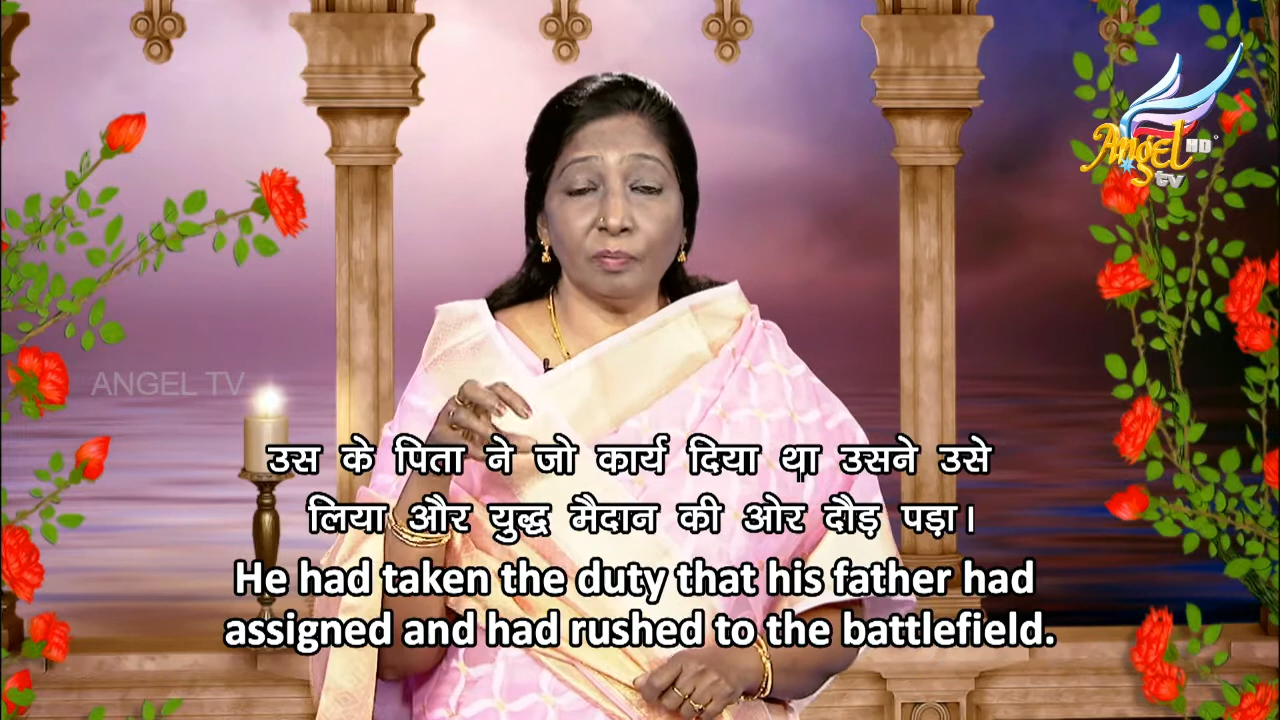 Angel HD
tv
ANGEL TV
उस के पिता ने जो कार्य दिया था उसने उसे
लिया और युद्ध मैदान की ओर दौड़ पड़ा।
He had taken the duty that his father had
assigned and had rushed to the battlefield.